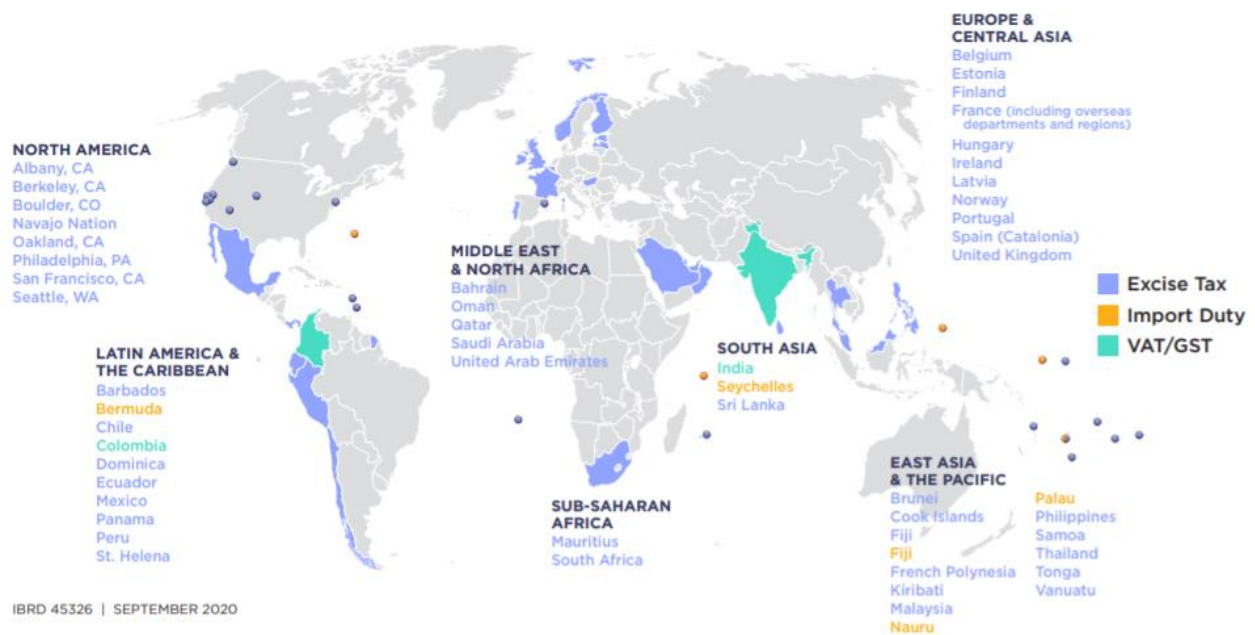 NORTH AMERICA
Albany, CA
Berkeley, CA
Boulder, CO
Navajo Nation
Oakland, CA
Philadelphia, PA
San Francisco, CA
Seattle, WA
LATIN AMERICA &
THE CARIBBEAN
Barbados
Bermuda
Chile
Colombia
Dominica
Ecuador
Mexico
Panama
Peru
St. Helena
MIDDLE EAST
& NORTH AFRICA
Bahrain
Oman
Qatar
Saudi Arabia
United Arab Emirates
SUB-SAHARAN
AFRICA
Mauritius
South Africa
SOUTH ASIA
India
Seychelles
Sri Lanka
EUROPE &
CENTRAL ASIA
Belgium
Estonia
Finland
France (including overseas
departments and regions)
Hungary
Ireland
Latvia
Norway
Portugal
Spain (Catalonia)
United Kingdom
Excise Tax
Import Duty
VAT/GST
EAST ASIA
& THE PACIFIC
Brunei
Cook Islands
Fiji
Fiji
French Polynesia
Kiribati
Malaysia
Nauru
Palau
Philippines
Samoa
Thailand
Tonga
Vanuatu
IBRD 45326 | SEPTEMBER 2020